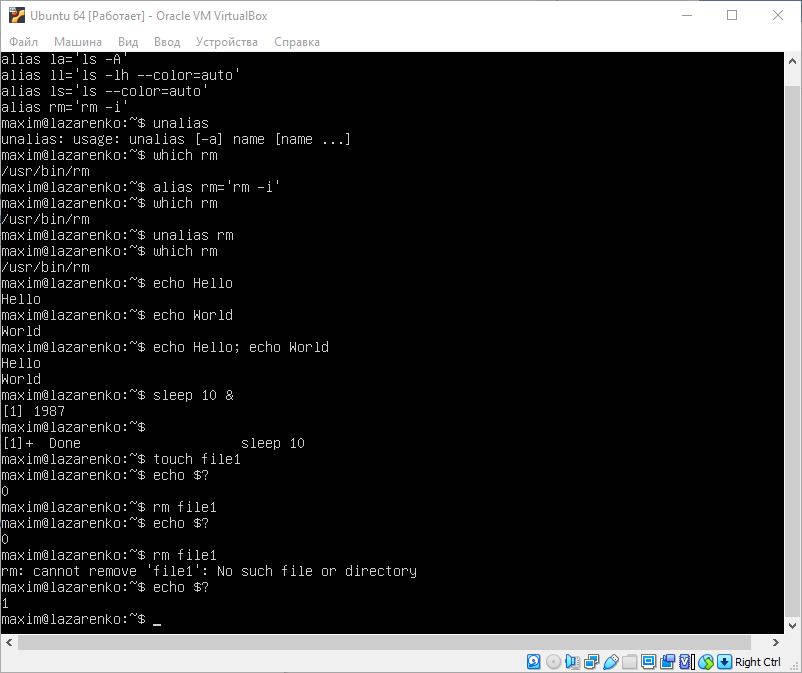 Ubuntu 64 [Работает] - Oracle VM VirtualBox
Файл Машина Вид Ввод Устройства Справка
alias la='ls -A'
alias ll='ls -lh --color=auto'
alias ls='ls --color=auto'
alias rm='rm -i'
maxim@lazarenko:~$ unalias
unalias: usage: unalias [-a] name [name ...]
maxim@lazarenko:~$ which rm
/usr/bin/rm
maxim@lazarenko:~$ alias rm='rm -i'
maxim@lazarenko:~$ which rm
/usr/bin/rm
maxim@lazarenko:~$ unalias rm
maxim@lazarenko:~$ which rm
/usr/bin/rm
maxim@lazarenko:~$ echo Hello
Hello
maxim@lazarenko:~$ echo World
World
maxim@lazarenko:~$ echo Hello; echo World
Hello
World
maxim@lazarenko:~$ sleep 10 &
[1] 1987
maxim@lazarenko:~$
[1]+  Done                    sleep 10
maxim@lazarenko:~$ touch file1
maxim@lazarenko:~$ echo $?
0
maxim@lazarenko:~$ rm file1
maxim@lazarenko:~$ echo $?
0
maxim@lazarenko:~$ rm file1
rm: cannot remove 'file1': No such file or directory
maxim@lazarenko:~$ echo $?
1
maxim@lazarenko:~$ _
Right Ctrl